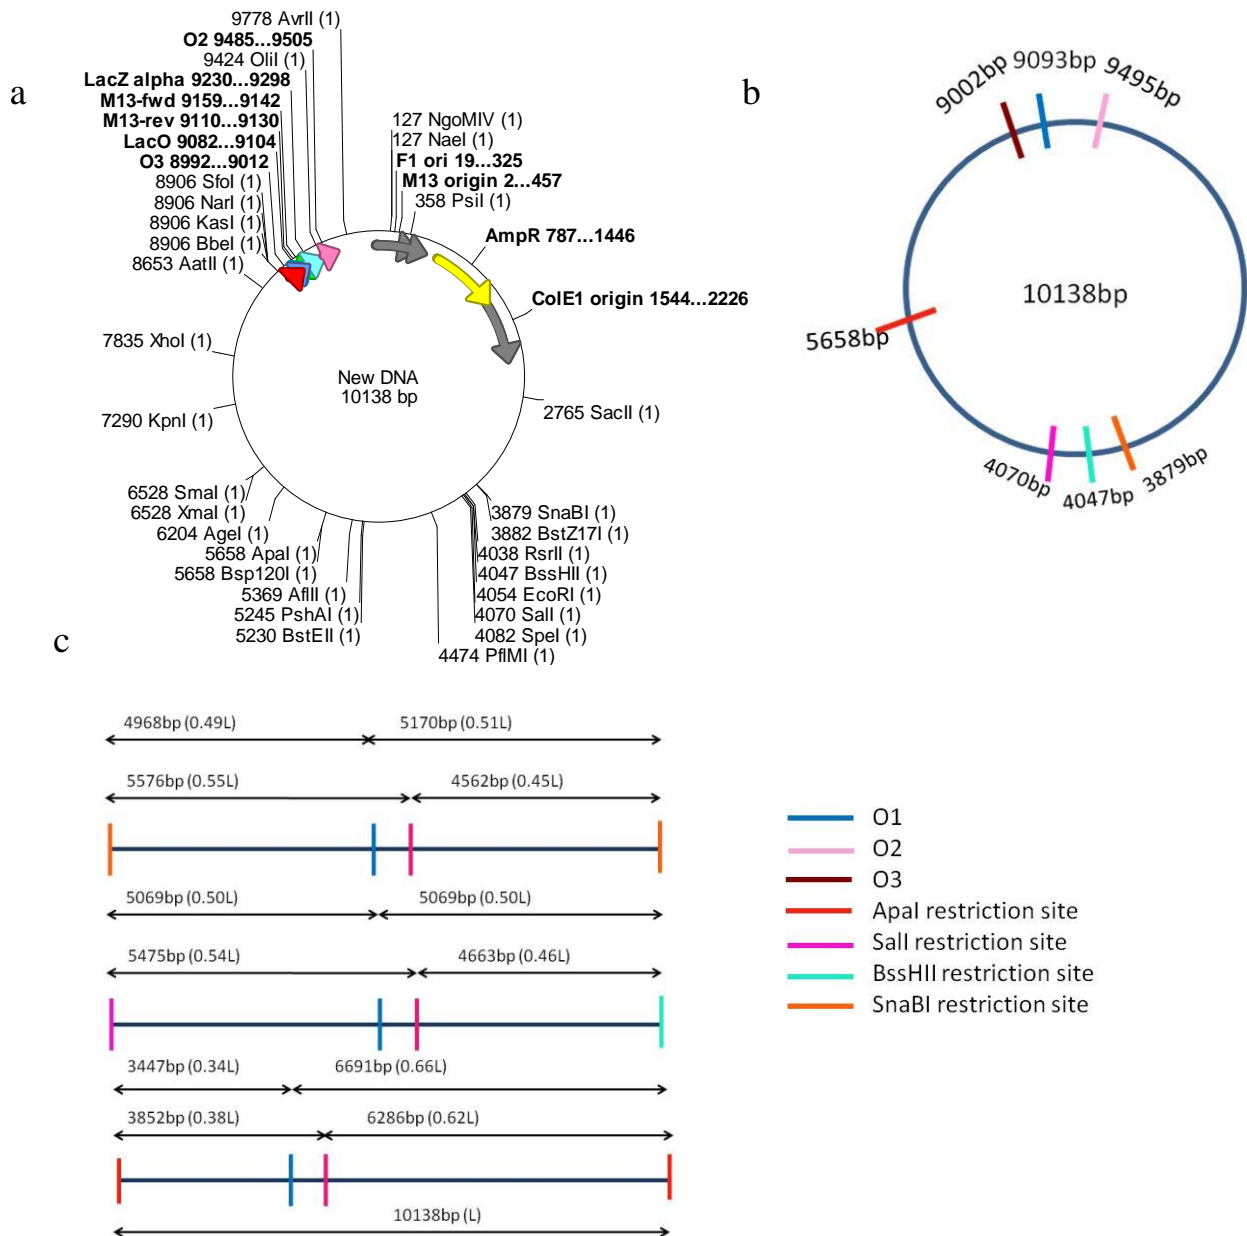 a
9778 AvrII (1)
O2 9485...9505
9424 OliI (1)
LacZ alpha 9230...9298
M13-fwd 9159...9142
M13-rev 9110...9130
LacO 9082...9104
O3 8992...9012
8906 SfoI (1)
8906 NarI (1)
8906 KasI (1)
8906 BbeI (1)
8653 AatII (1)
7835 XhoI (1)
7290 KpnI (1)
6528 SmaI (1)
6528 XmaI (1)
6204 AgeI (1)
5658 ApaI (1)
5658 Bsp120I (1)
5369 AflII (1)
5245 PshAI (1)
5230 BstEII (1)
127 NgoMIV (1)
127 NaeI (1)
F1 ori 19...325
M13 origin 2...457
358 PsiI (1)
AmpR 787...1446
ColE1 origin 1544...2226
New DNA
10138 bp
2765 SacII (1)
3879 SnaBI (1)
3882 BstZ17I (1)
4038 RsrII (1)
4047 BssHII (1)
4054 EcoRI (1)
4070 SalI (1)
4082 SpeI (1)
4474 PflMI (1)
b
9002bp
9093bp
9495bp
10138bp
5658bp
4070bp
4047bp
3879bp
c
4968bp (0.49L)
5170bp (0.51L)
5576bp (0.55L)
4562bp (0.45L)
5069bp (0.50L)
5069bp (0.50L)
5475bp (0.54L)
4663bp (0.46L)
3447bp (0.34L)
6691bp (0.66L)
3852bp (0.38L)
6286bp (0.62L)
10138bp (L)
O1
O2
O3
ApaI restriction site
SalI restriction site
BssHII restriction site
SnaBI restriction site